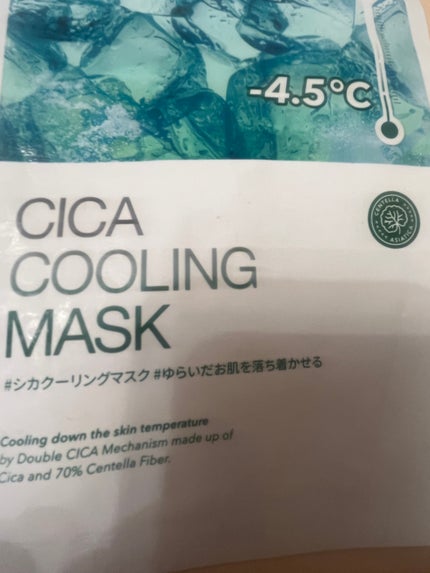 -4.5°C
CENTELLA
ASIATICA
CICA
COOLING
MASK
#シカクーリングマスク #ゆらいだお肌を落ち着かせる
Cooling down the skin temperature
by Double CICA Mechanism made up of
Cica and 70% Centella Fiber.